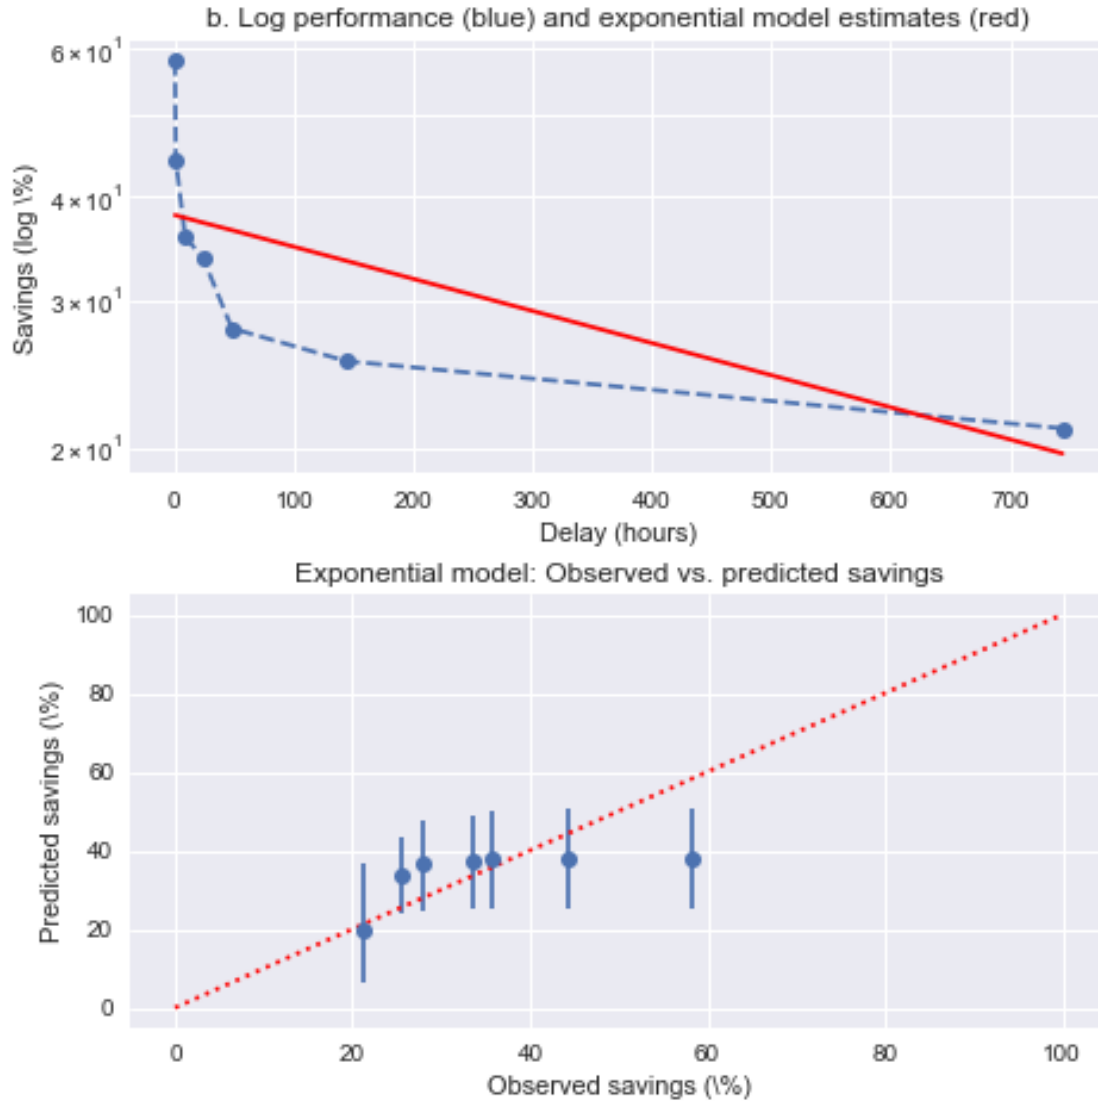 b. Log performance (blue) and exponential model estimates (red)
6 × 10¹
4 × 10¹
3 × 10¹
2 × 10¹
Savings (log \%)
0 100 200 300 400 500 600 700
Delay (hours)
Exponential model: Observed vs. predicted savings
100
80
60
40
20
0
Predicted savings (\%)
0 20 40 60 80 100
Observed savings (\%)